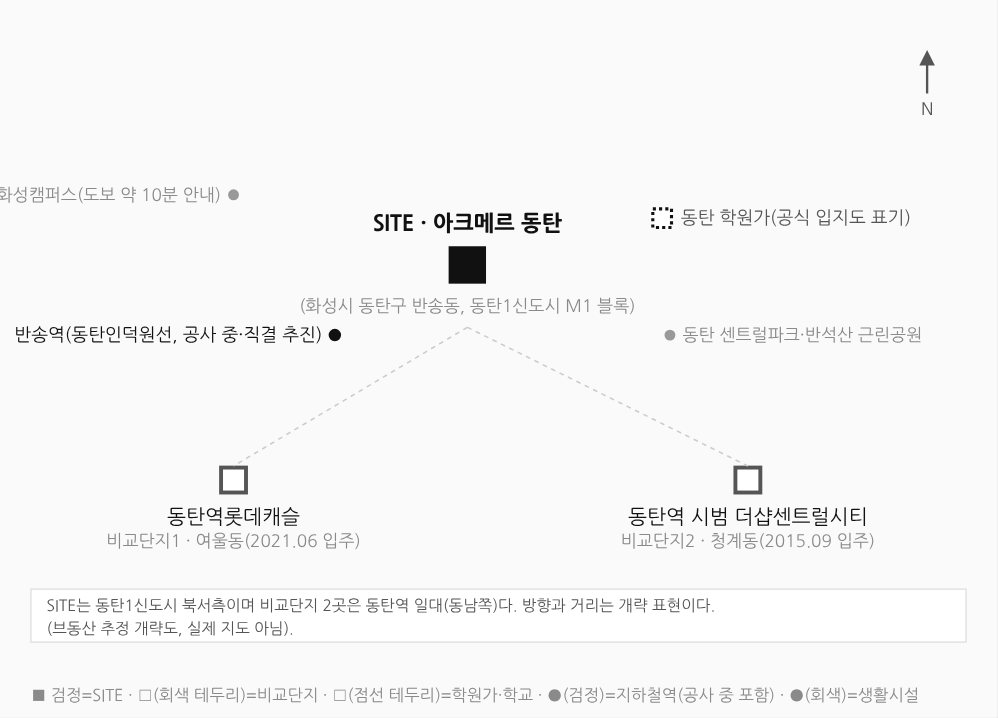 N
화성캠퍼스(도보 약 10분 안내) ●
SITE · 아크메르 동탄
동탄 학원가(공식 입지도 표기)
(화성시 동탄구 반송동, 동탄1신도시 M1 블록)
반송역(동탄인덕원선, 공사 중·직결 추진) ●
● 동탄 센트럴파크·반석산 근린공원
동탄역롯데캐슬
비교단지1 · 여울동(2021.06 입주)
동탄역 시범 더샵센트럴시티
비교단지2 · 청계동(2015.09 입주)
SITE는 동탄1신도시 북서측이며 비교단지 2곳은 동탄역 일대(동남쪽)다. 방향과 거리는 개략 표현이다.
(브동산 추정 개략도, 실제 지도 아님).
■ 검정=SITE · □(회색 테두리)=비교단지 · □(점선 테두리)=학원가·학교 · ●(검정)=지하철역(공사 중 포함) · ●(회색)=생활시설